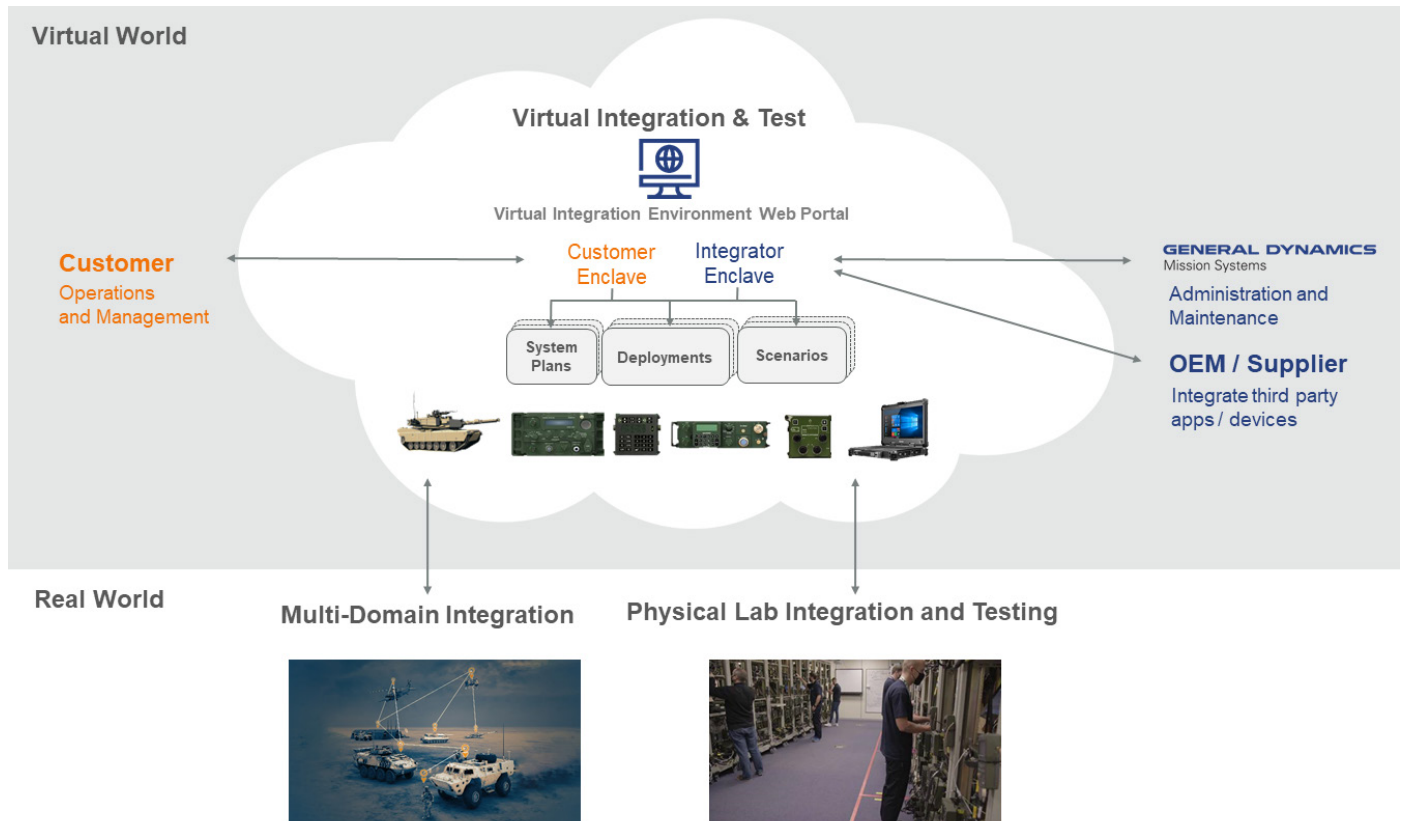 Virtual World
Virtual Integration & Test
Virtual Integration Environment Web Portal
Customer
Operations
and Management
Customer
Enclave
Integrator
Enclave
GENERAL DYNAMICS
Mission Systems
Administration and
Maintenance
System
Plans
Deployments
Scenarios
OEM / Supplier
Integrate third party
apps / devices
Real World
Multi-Domain Integration
Physical Lab Integration and Testing